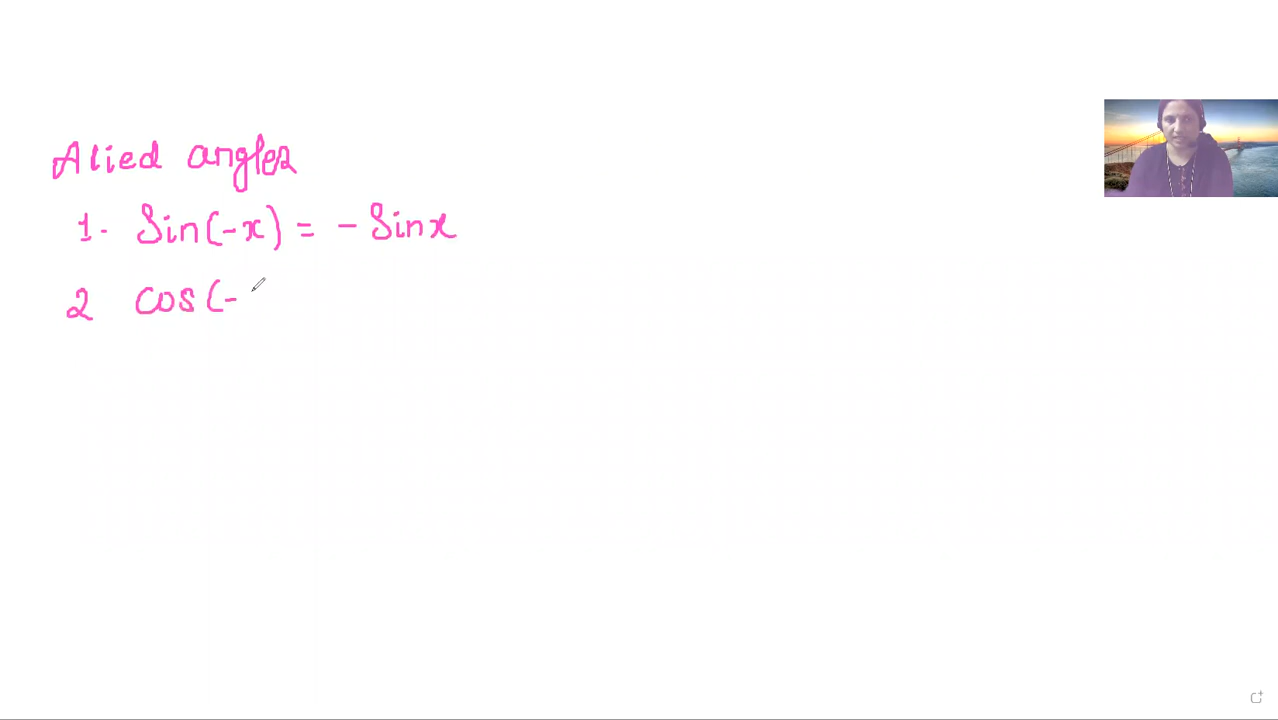 Alied angles
1. Sin(-x) = - Sinx
2 cos(-